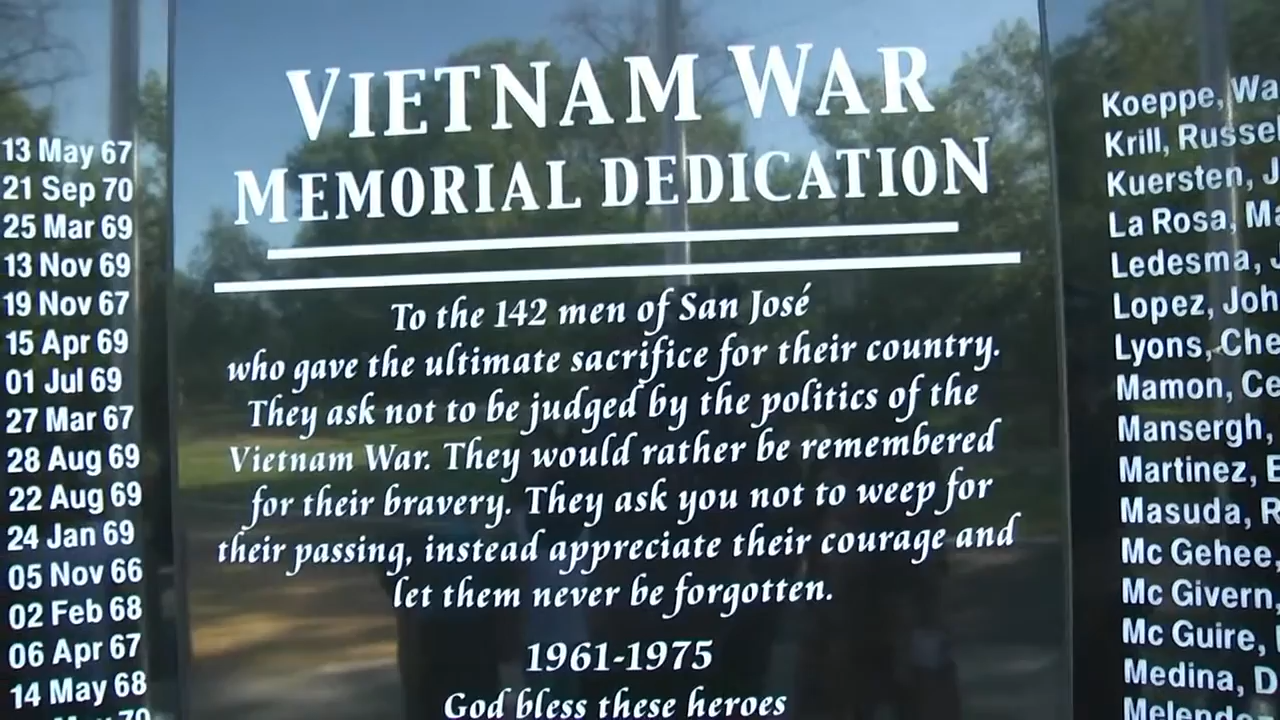 13 May 67
21 Sep 70
25 Mar 69
13 Nov 69
19 Nov 67
15 Apr 69
01 Jul 69
27 Mar 67
28 Aug 69
22 Aug 69
24 Jan 69
05 Nov 66
02 Feb 68
06 Apr 67
14 May 68
VIETNAM WAR
MEMORIAL DEDICATION
To the 142 men of San José
who gave the ultimate sacrifice for their country.
They ask not to be judged by the politics of the
Vietnam War. They would rather be remembered
for their bravery. They ask you not to weep for
their passing, instead appreciate their courage and
let them never be forgotten.
1961-1975
God bless these heroes
Koeppe, Wa
Krill, Russe
Kuersten, J
La Rosa, Ma
Ledesma, J
Lopez, Joh
Lyons, Che
Mamon, Ce
Mansergh,
Martinez, E
Masuda, R
Mc Gehee,
Mc Givern,
Mc Guire,
Medina, D